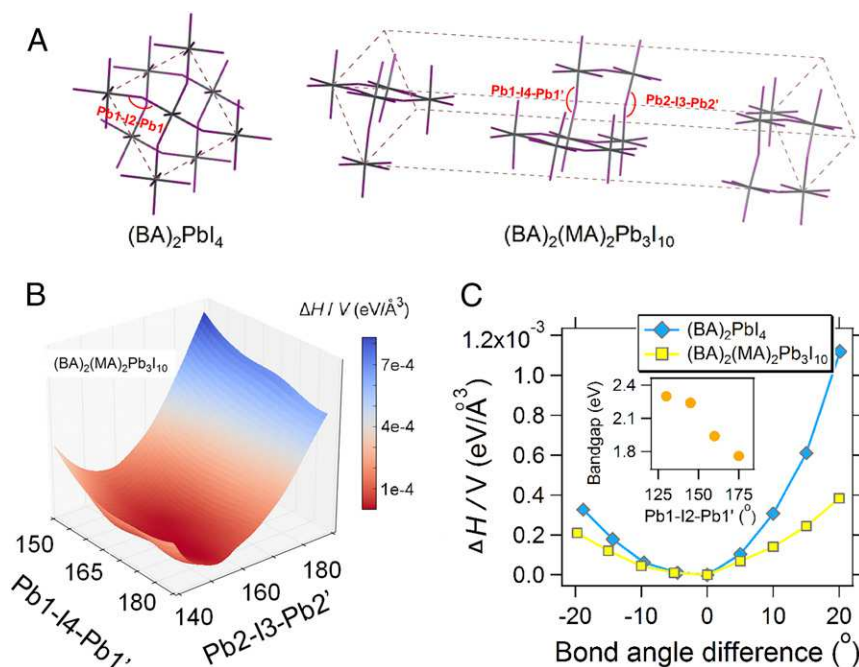 A
Pb1-I2-Pb1'
Pb1-I4-Pb1'
Pb2-I3-Pb2'
(BA)2PbI4
(BA)2(MA)2Pb3I10
B
ΔH / V (eV/Å3)
(BA)2(MA)2Pb3I10
7e-4
4e-4
1e-4
150
165
180
140
160
180
Pb1-I4-Pb1'
Pb2-I3-Pb2'
C
(BA)2PbI4
(BA)2(MA)2Pb3I10
1.2x10-3
1.0
0.8
0.6
0.4
0.2
0.0
ΔH / V (eV/Å3)
2.4
2.1
1.8
Bandgap (eV)
125 150 175
Pb1-I2-Pb1' (°)
-20 -10 0 10 20
Bond angle difference (°)